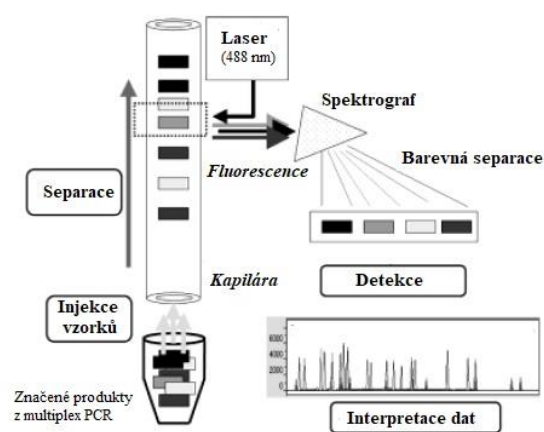 Laser
(488 nm)
Spektrograf
Barevná separace
Fluorescence
Separace
Kapilára
Detekce
Injekce
vzorků
Značené produkty
z multiplex PCR
6000
4000
2000
0
Interpretace dat